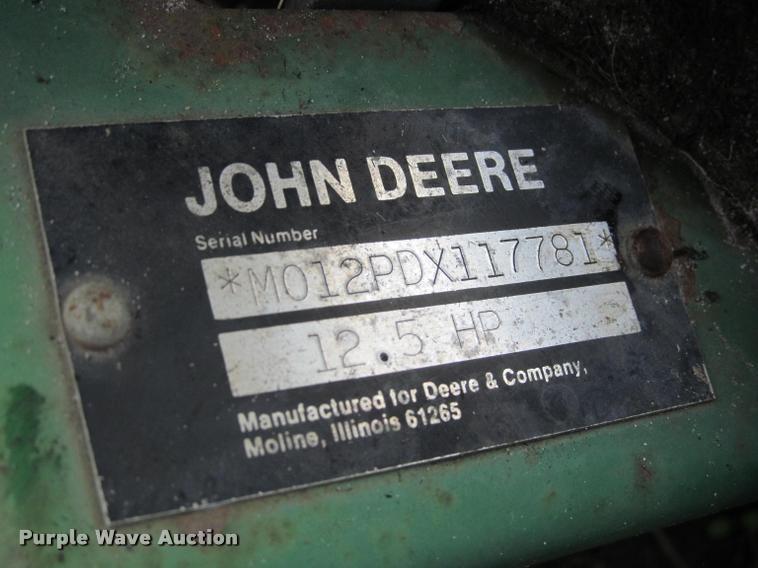 JOHN DEERE
Serial Number
*M012PDX117781*
12.5 HP
Manufactured for Deere & Company,
Moline, Illinois 61265
Purple Wave Auction